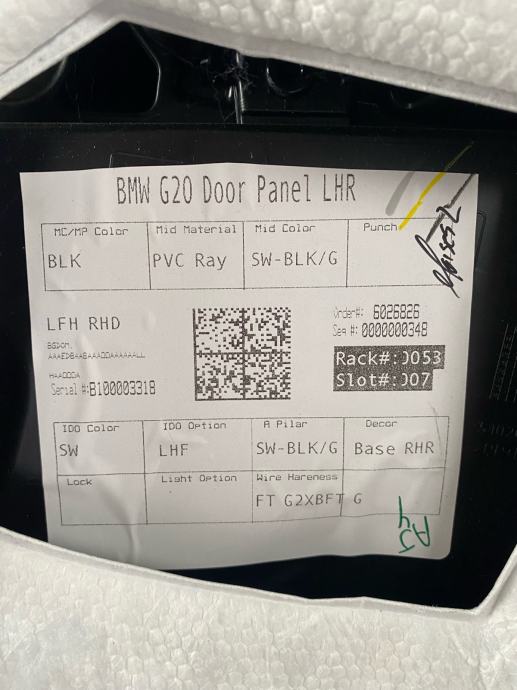 BMW G20 Door Panel LHR
MC/MP Color Mid Material Mid Color Punch
BLK PVC Ray SW-BLK/G
LFH RHD
Order#: 6026826
Seq #: 0000000348
Rack#:0053
Slot#:007
Serial #:B100003318
IDO Color IDO Option A Pilar Decor
SW LHF SW-BLK/G Base RHR
Lock Light Option Wire Hareness
FT G2XBFT G